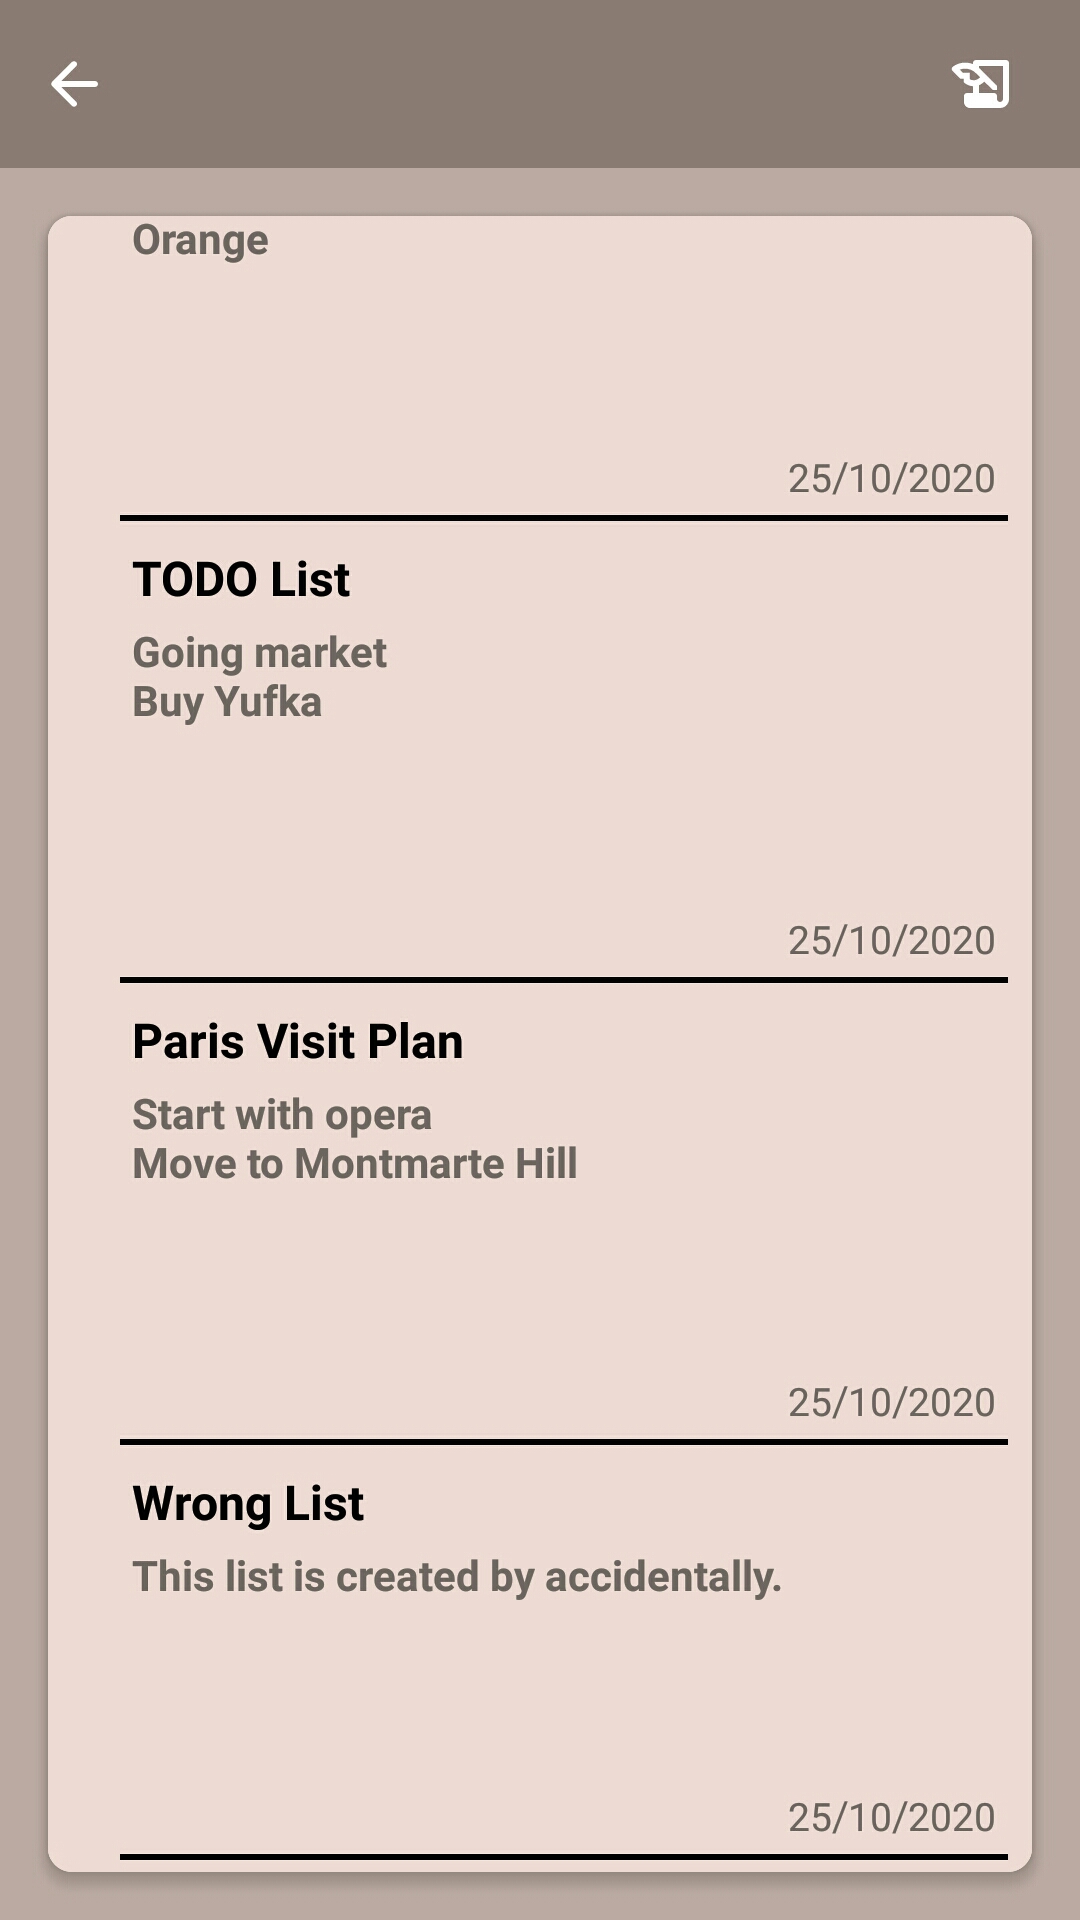 Orange
25/10/2020
TODO List
Going market
Buy Yufka
25/10/2020
Paris Visit Plan
Start with opera
Move to Montmarte Hill
25/10/2020
Wrong List
This list is created by accidentally.
25/10/2020